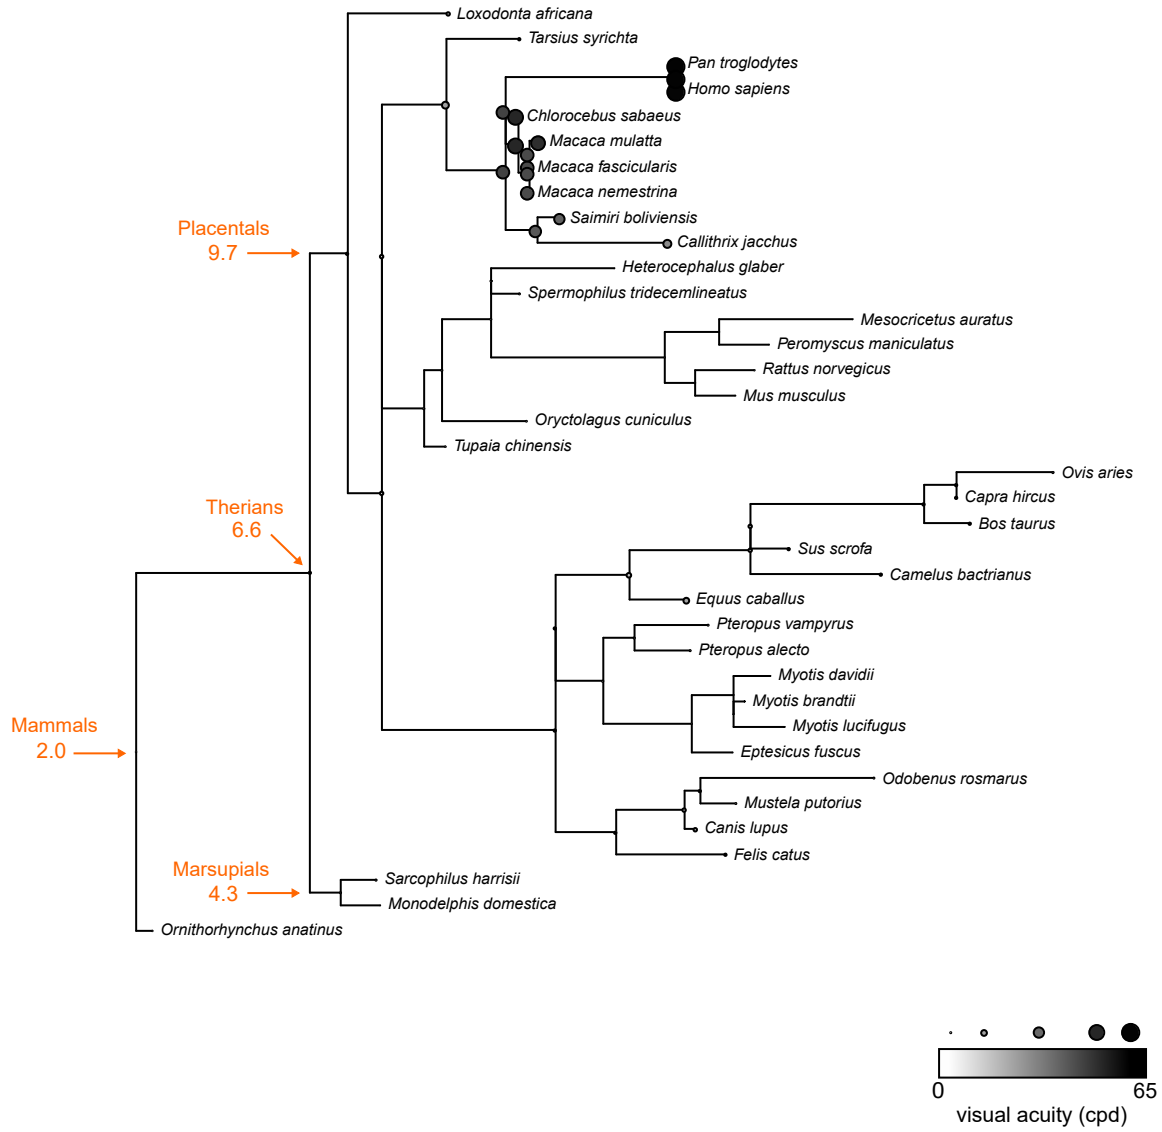 Loxodonta africana
Tarsius syrichta
Pan troglodytes
Homo sapiens
Chlorocebus sabaeus
Macaca mulatta
Macaca fascicularis
Macaca nemestrina
Saimiri boliviensis
Placentals
9.7
Callithrix jacchus
Heterocephalus glaber
Spermophilus tridecemlineatus
Mesocricetus auratus
Peromyscus maniculatus
Rattus norvegicus
Mus musculus
Oryctolagus cuniculus
Tupaia chinensis
Ovis aries
Capra hircus
Therians
6.6
Bos taurus
Sus scrofa
Camelus bactrianus
Equus caballus
Pteropus vampyrus
Pteropus alecto
Myotis davidii
Myotis brandtii
Mammals
2.0
Myotis lucifugus
Eptesicus fuscus
Odobenus rosmarus
Mustela putorius
Canis lupus
Felis catus
Marsupials
4.3
Sarcophilus harrisii
Monodelphis domestica
Ornithorhynchus anatinus
0 65
visual acuity (cpd)